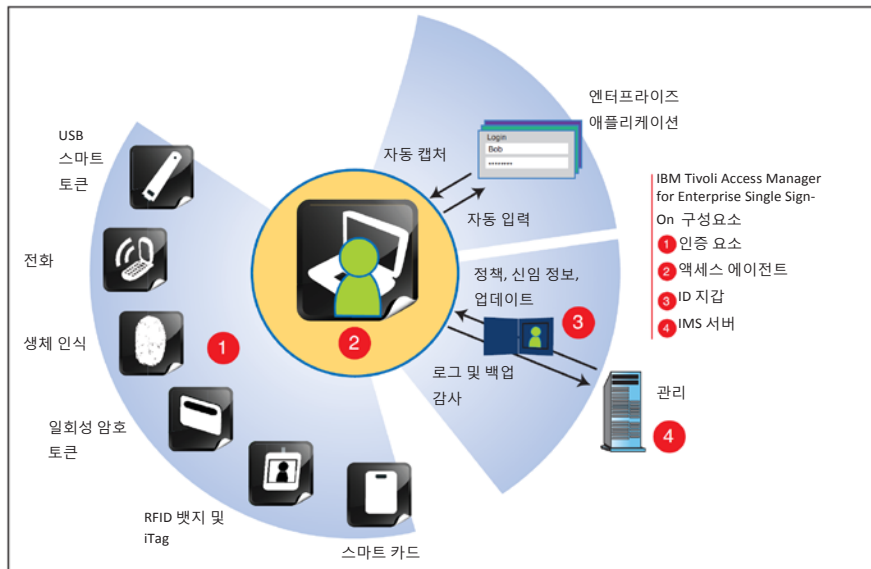 엔터프라이즈
애플리케이션
Login
Bob
********
자동 캡처
자동 입력
USB
스마트
토큰
전화
생체 인식
1
일회성 암호
토큰
RFID 뱃지 및
iTag
스마트 카드
2
정책, 신임 정보,
업데이트
3
로그 및 백업
감사
관리
4
IBM Tivoli Access Manager
for Enterprise Single Sign-
On 구성요소
1 인증 요소
2 액세스 에이전트
3 ID 지갑
4 IMS 서버